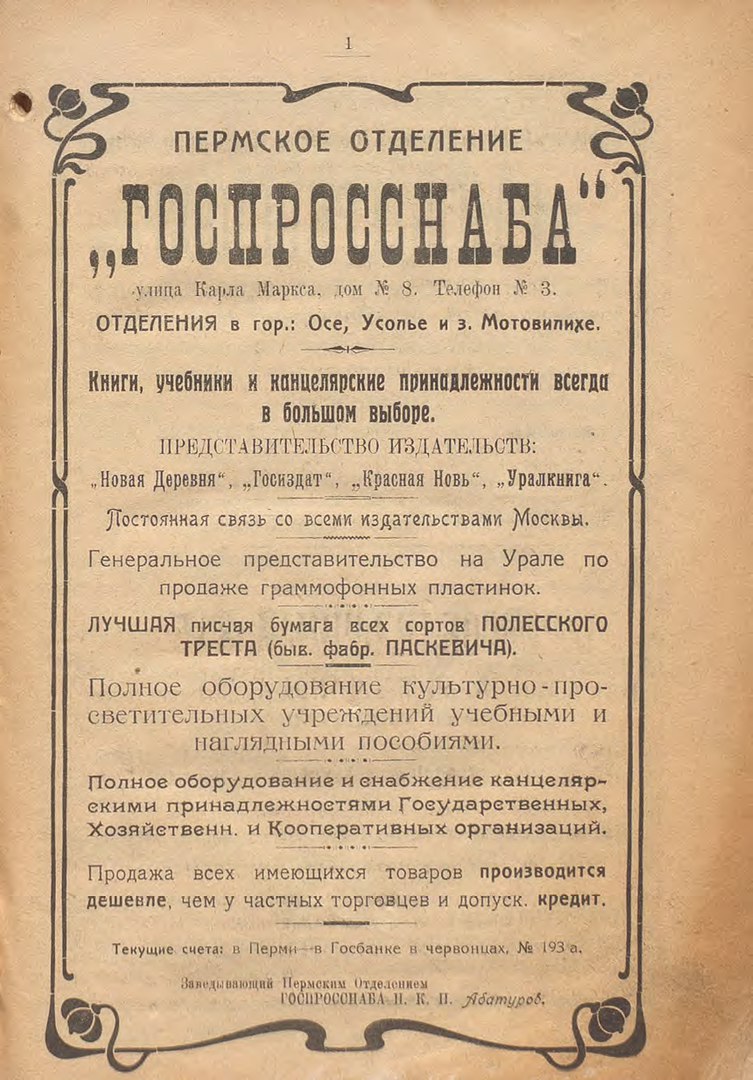 1
ПЕРМСКОЕ ОТДЕЛЕНИЕ
„ГОСПРОССНАБА“
улица Карла Маркса, дом № 8. Телефон № 3.
ОТДЕЛЕНИЯ в гор.: Осе, Усолье и з. Мотовилихе.
Книги, учебники и канцелярские принадлежности всегда
в большом выборе.
ПРЕДСТАВИТЕЛЬСТВО ИЗДАТЕЛЬСТВ:
„Новая Деревня“, „Госиздат“, „Красная Новь“, „Уралкнига“.
Постоянная связь со всеми издательствами Москвы.
Генеральное представительство на Урале по
продаже граммофонных пластинок.
ЛУЧШАЯ писчая бумага всех сортов ПОЛЕССКОГО
ТРЕСТА (быв. фабр. ПАСКЕВИЧА).
Полное оборудование культурно-про-
светительных учреждений учебными и
наглядными пособиями.
Полное оборудование и снабжение канцеляр-
скими принадлежностями Государственных,
Хозяйственн. и Кооперативных организаций.
Продажа всех имеющихся товаров производится
дешевле, чем у частных торговцев и допуск. кредит.
Текущие счета: в Перми—в Госбанке в червонцах, № 193 а.
Заведывающий Пермским Отделением
ГОСПРОССНАБА Н. К. П. Абатуров.